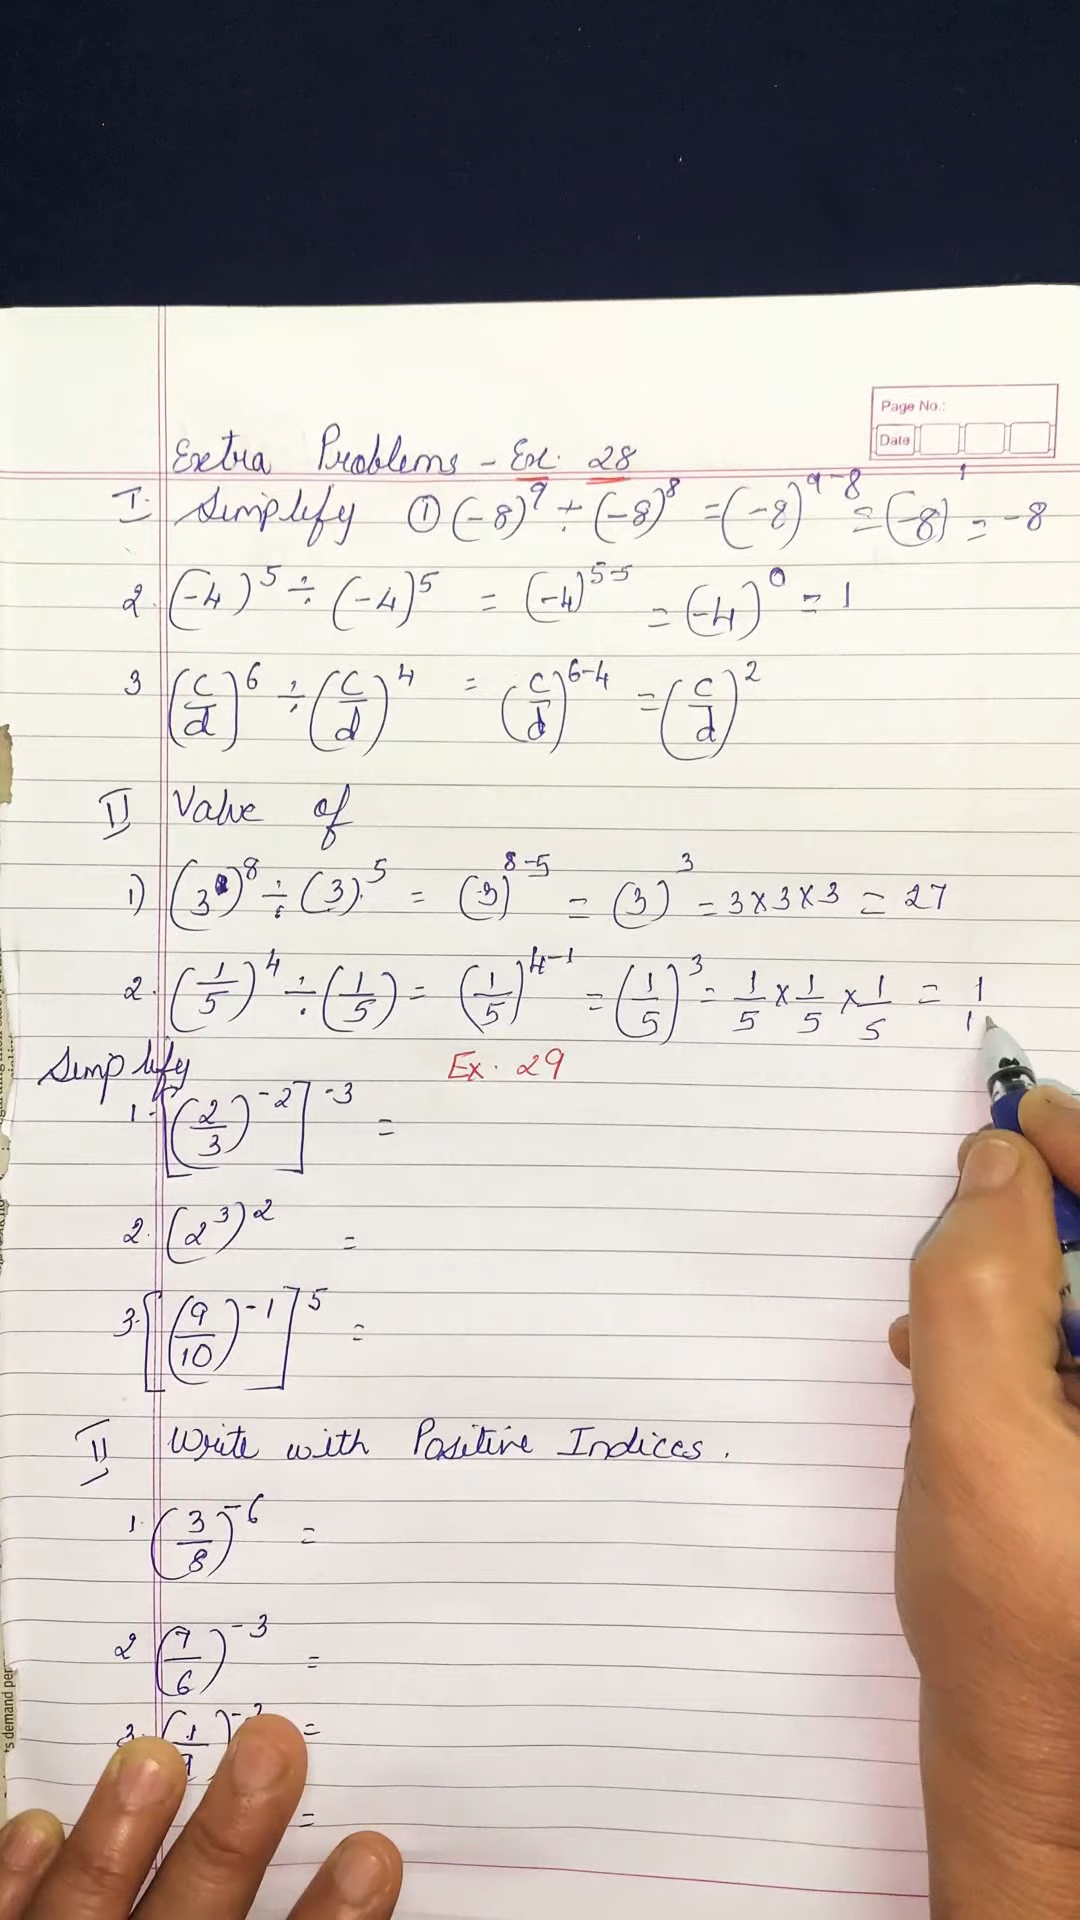 Page No.:
Date
Extra Problems - Ex. 28
I. Simplify ① (-8)^9 ÷ (-8)^8 = (-8)^9-8 = (-8)^1 = -8
2. (-4)^5 ÷ (-4)^5 = (-4)^5-5 = (-4)^0 = 1
3 (c/d)^6 ÷ (c/d)^4 = (c/d)^6-4 = (c/d)^2
II Value of
1) (3)^8 ÷ (3)^5 = (3)^8-5 = (3)^3 = 3×3×3 = 27
2. (1/5)^4 ÷ (1/5) = (1/5)^4-1 = (1/5)^3 = 1/5 × 1/5 × 1/5 = 1/1
Simplify Ex. 29
1. [(2/3)^-2]^-3 =
2. (2^3)^2 =
3. [(9/10)^-1]^5 =
II Write with Positive Indices.
1. (3/8)^-6 =
2 (7/6)^-3 =
3. =
=
's demand per